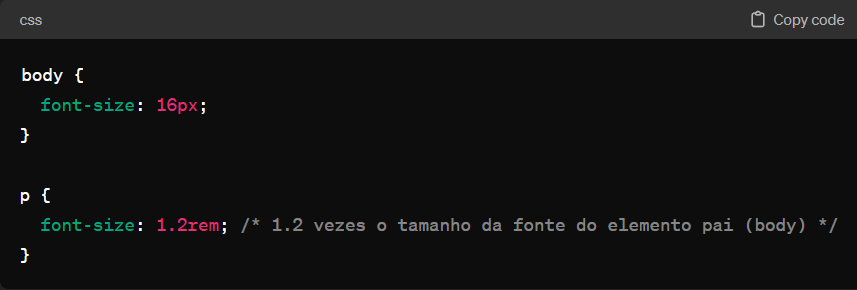 css
Copy code
body {
  font-size: 16px;
}

p {
  font-size: 1.2rem; /* 1.2 vezes o tamanho da fonte do elemento pai (body) */
}